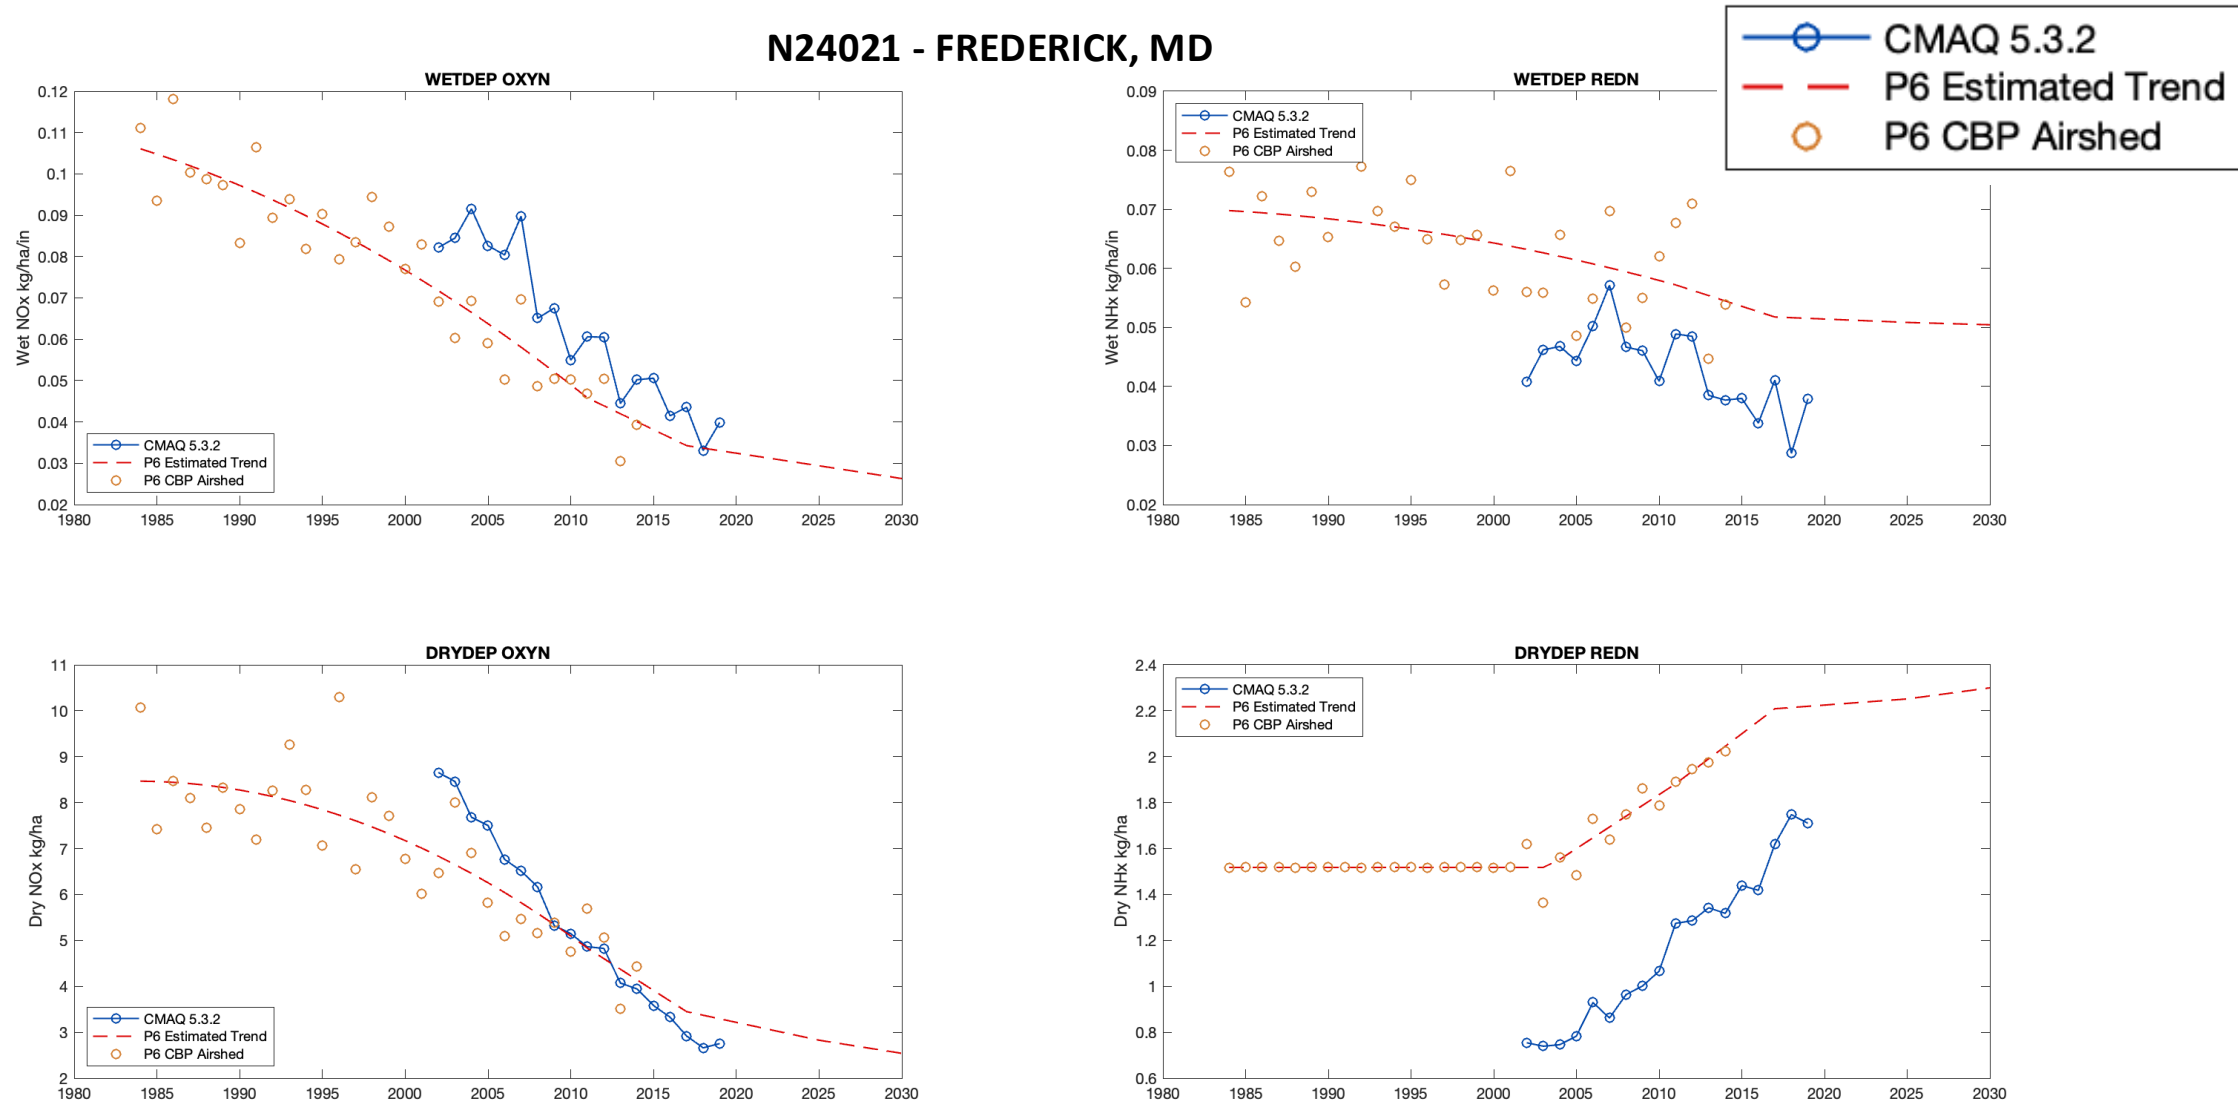 N24021 - FREDERICK, MD
CMAQ 5.3.2
P6 Estimated Trend
P6 CBP Airshed
WETDEP OXYN
0.12
0.11
0.1
0.09
0.08
0.07
0.06
0.05
0.04
0.03
0.02
Wet NOx kg/ha/in
CMAQ 5.3.2
P6 Estimated Trend
P6 CBP Airshed
1980 1985 1990 1995 2000 2005 2010 2015 2020 2025 2030
WETDEP REDN
0.09
0.08
0.07
0.06
0.05
0.04
0.03
0.02
Wet NHx kg/ha/in
CMAQ 5.3.2
P6 Estimated Trend
P6 CBP Airshed
1980 1985 1990 1995 2000 2005 2010 2015 2020 2025 2030
DRYDEP OXYN
11
10
9
8
7
6
5
4
3
2
Dry NOx kg/ha
CMAQ 5.3.2
P6 Estimated Trend
P6 CBP Airshed
1980 1985 1990 1995 2000 2005 2010 2015 2020 2025 2030
DRYDEP REDN
2.4
2.2
2
1.8
1.6
1.4
1.2
1
0.8
0.6
Dry NHx kg/ha
CMAQ 5.3.2
P6 Estimated Trend
P6 CBP Airshed
1980 1985 1990 1995 2000 2005 2010 2015 2020 2025 2030